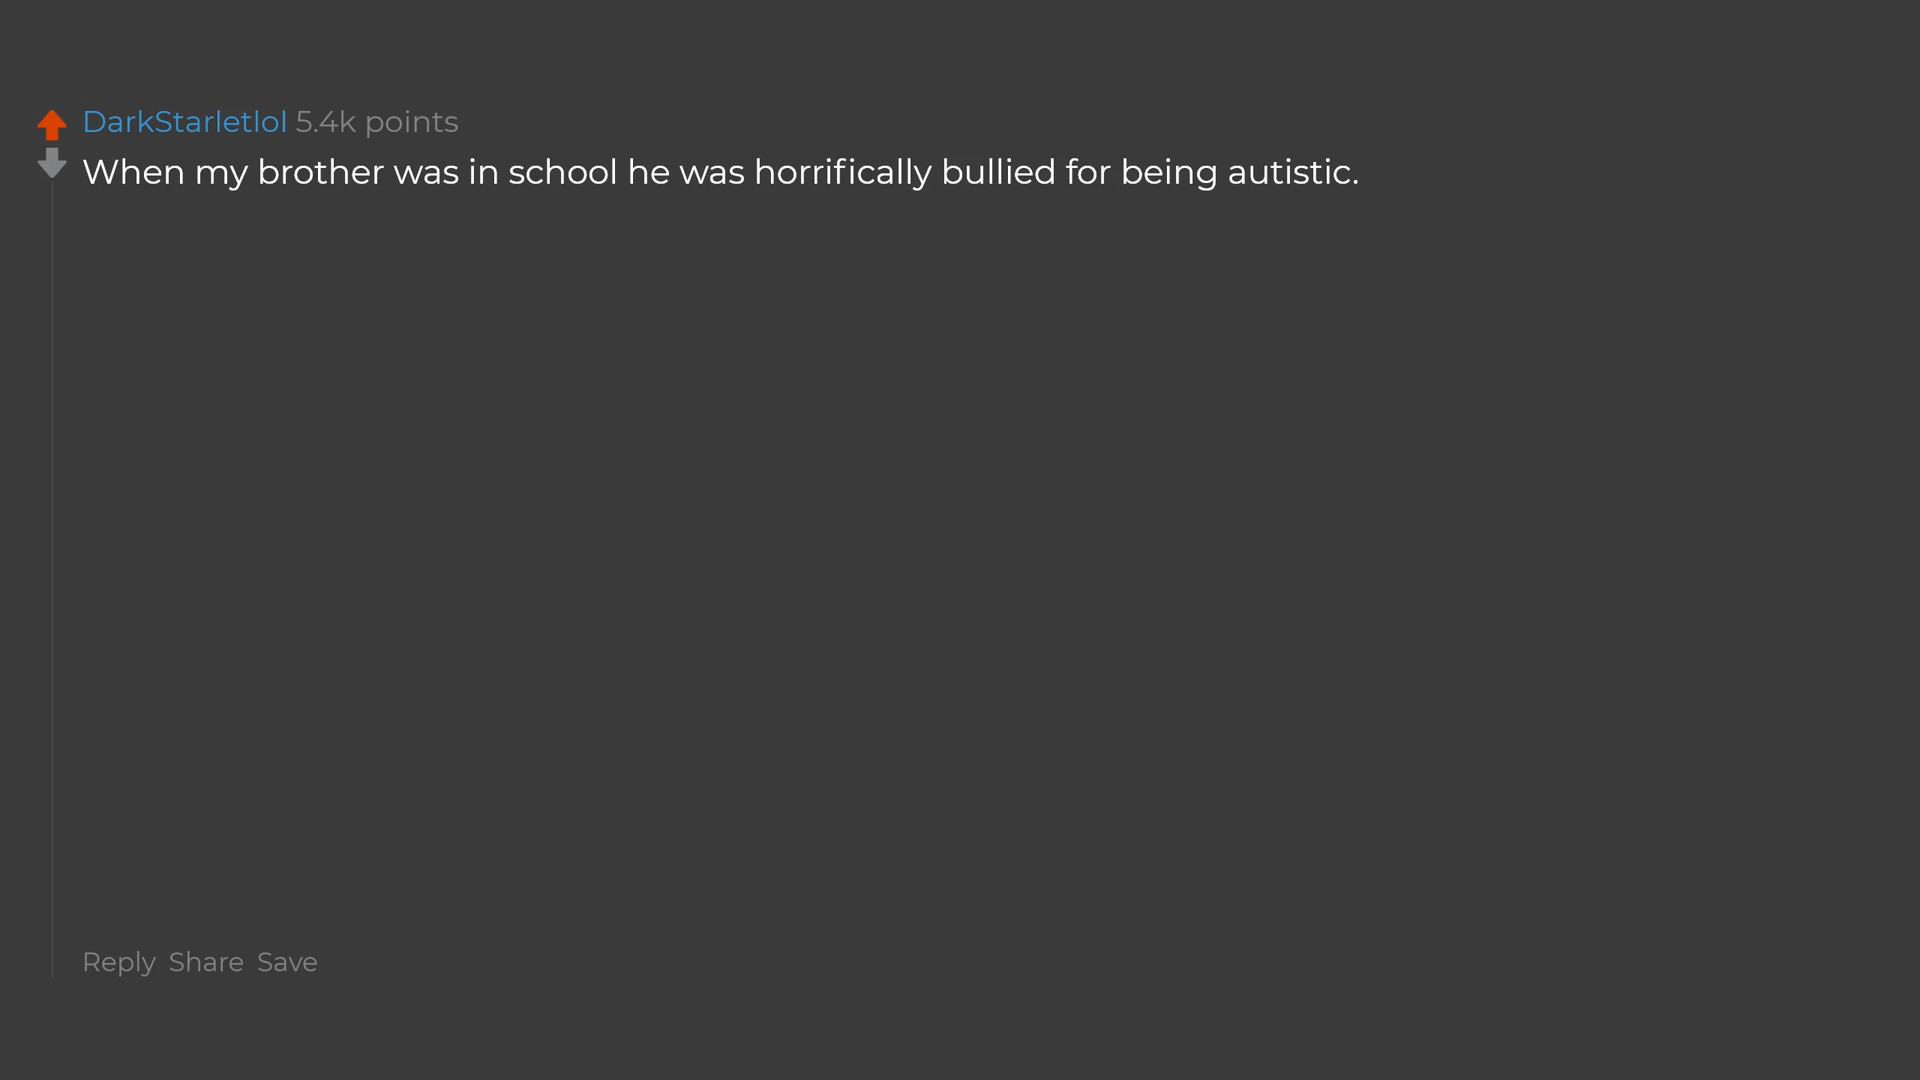 DarkStarletlol 5.4k points
When my brother was in school he was horrifically bullied for being autistic.
Reply Share Save